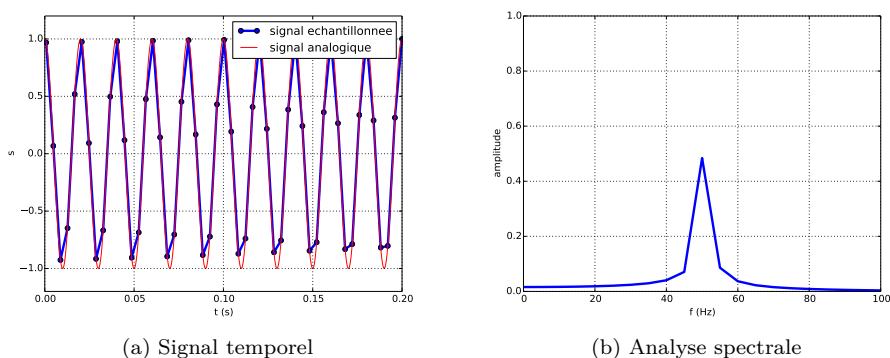 signal echantillonnee
signal analogique
1.0
0.5
0.0
−0.5
−1.0
s
0.00
0.05
0.10
0.15
0.20
t (s)
(a) Signal temporel
1.0
0.8
0.6
0.4
0.2
0.0
amplitude
0
20
40
60
80
100
f (Hz)
(b) Analyse spectrale